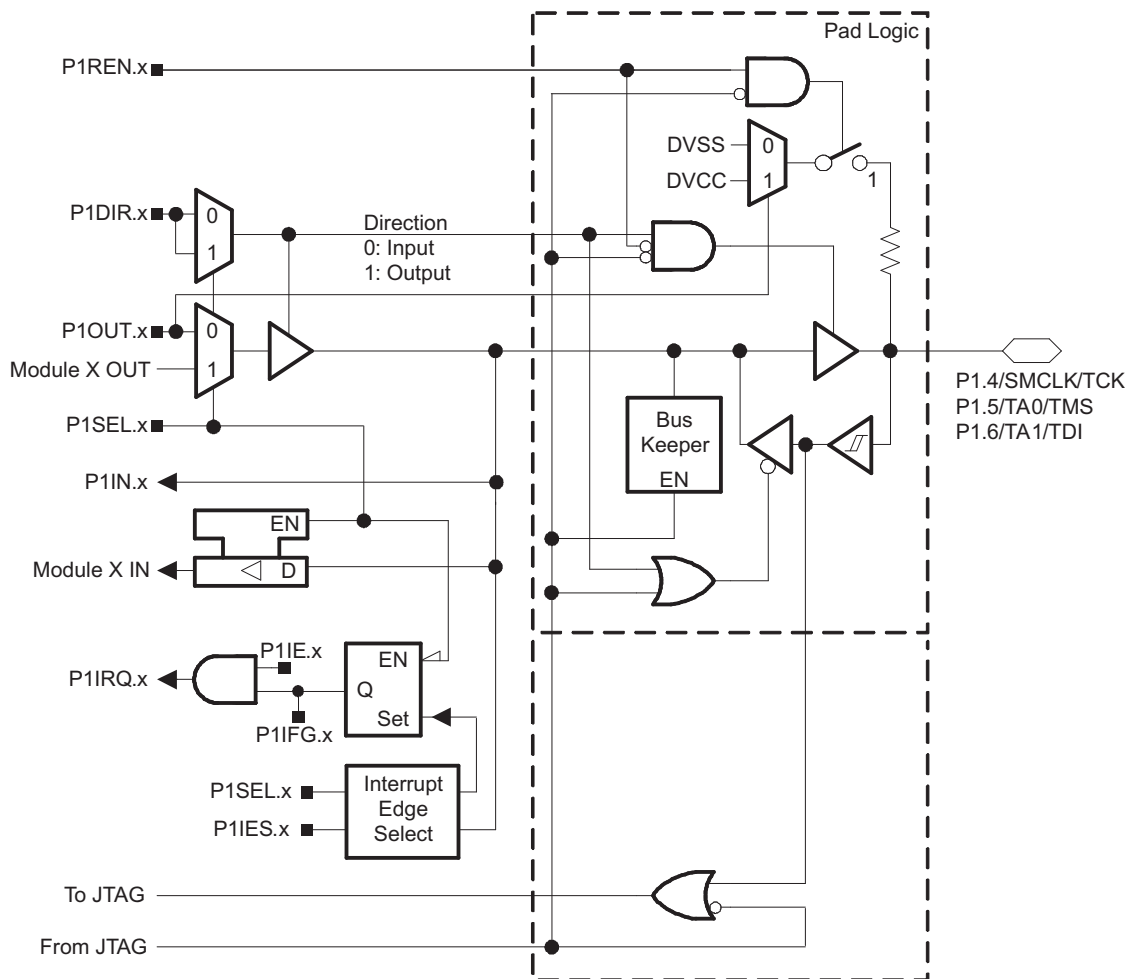 Pad Logic
P1REN.x
DVSS
0
DVCC
1
1
P1DIR.x
0
1
Direction
0: Input
1: Output
P1OUT.x
0
Module X OUT
1
P1.4/SMCLK/TCK
P1.5/TA0/TMS
P1.6/TA1/TDI
P1SEL.x
Bus
Keeper
EN
P1IN.x
EN
Module X IN
D
P1IE.x
EN
P1IRQ.x
Q
Set
P1IFG.x
P1SEL.x
P1IES.x
Interrupt
Edge
Select
To JTAG
From JTAG